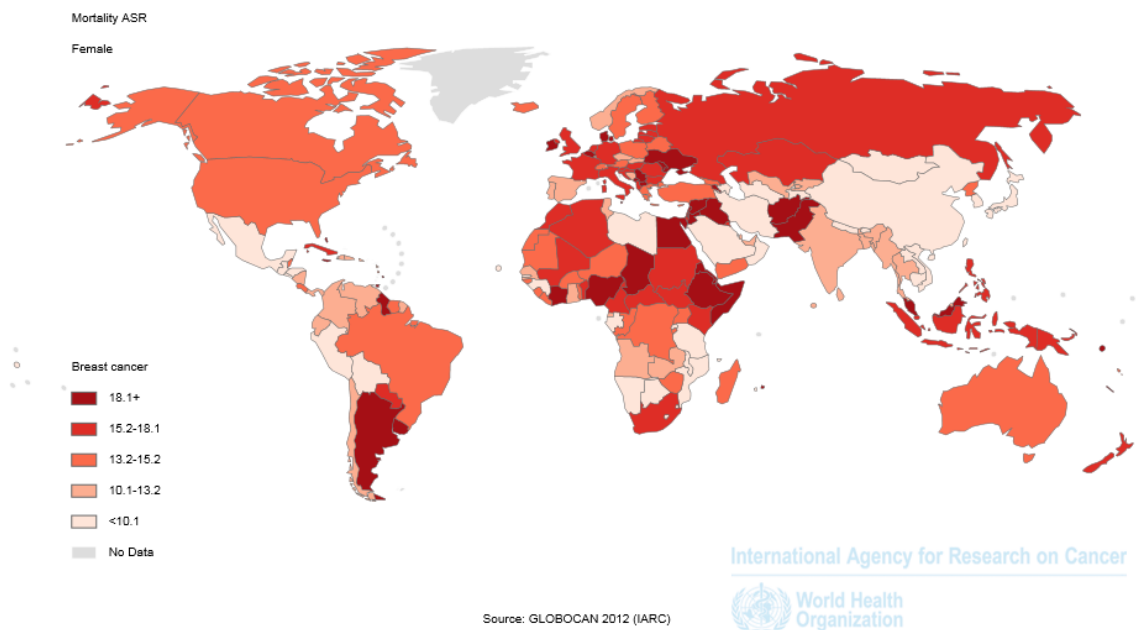 Mortality ASR
Female
Breast cancer
18.1+
15.2-18.1
13.2-15.2
10.1-13.2
<10.1
No Data
International Agency for Research on Cancer
World Health
Organization
Source: GLOBOCAN 2012 (IARC)